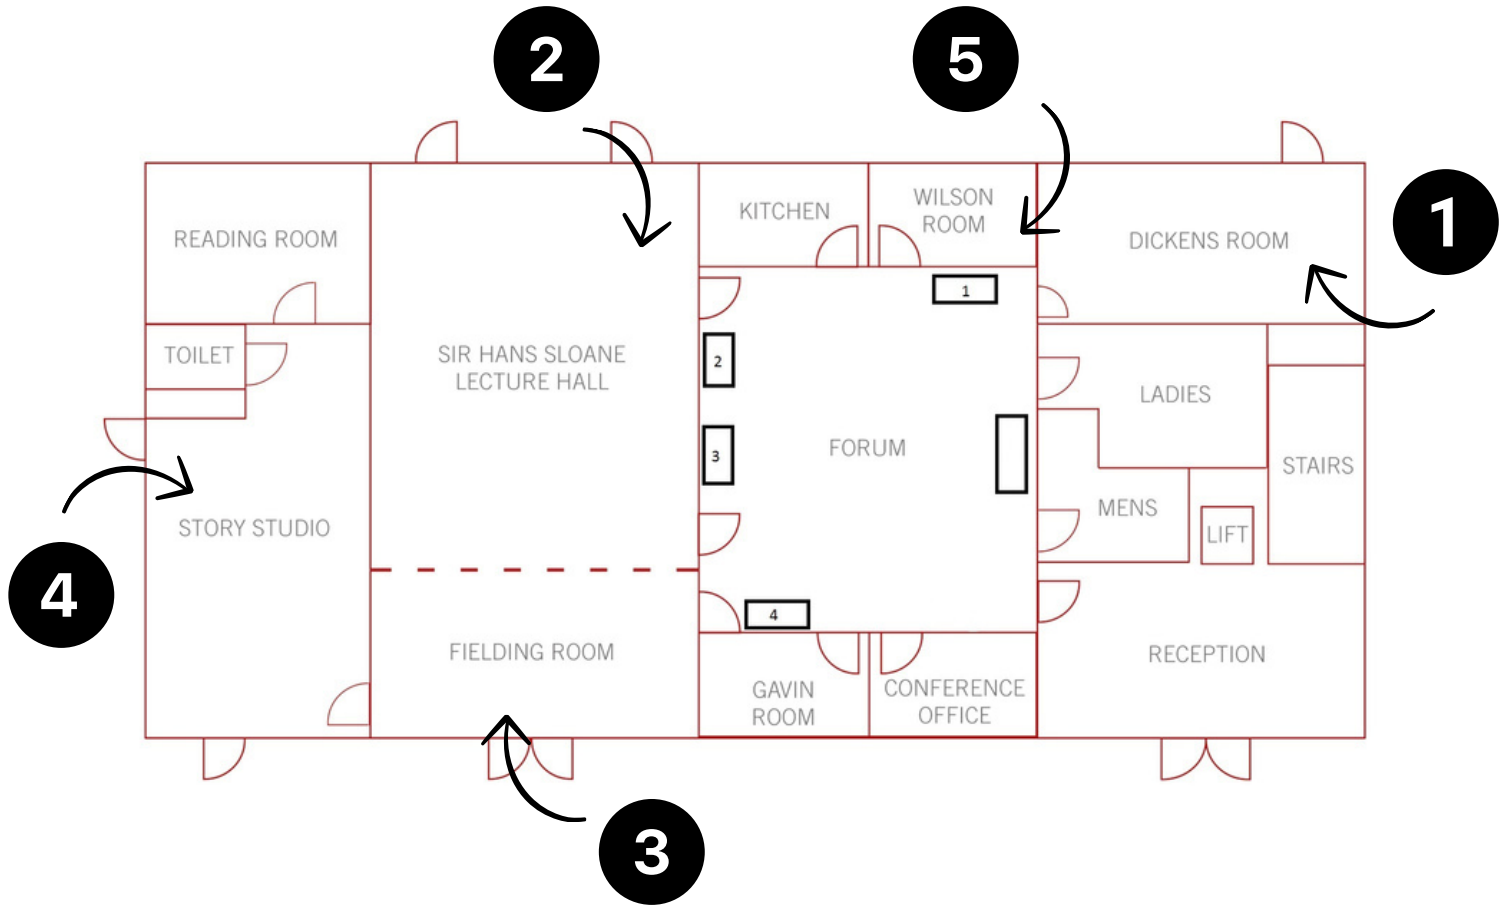 2
5
1
KITCHEN
WILSON
ROOM
READING ROOM
DICKENS ROOM
1
TOILET
SIR HANS SLOANE
LECTURE HALL
2
LADIES
FORUM
3
STAIRS
STORY STUDIO
MENS
LIFT
4
4
FIELDING ROOM
RECEPTION
GAVIN
ROOM
CONFERENCE
OFFICE
3